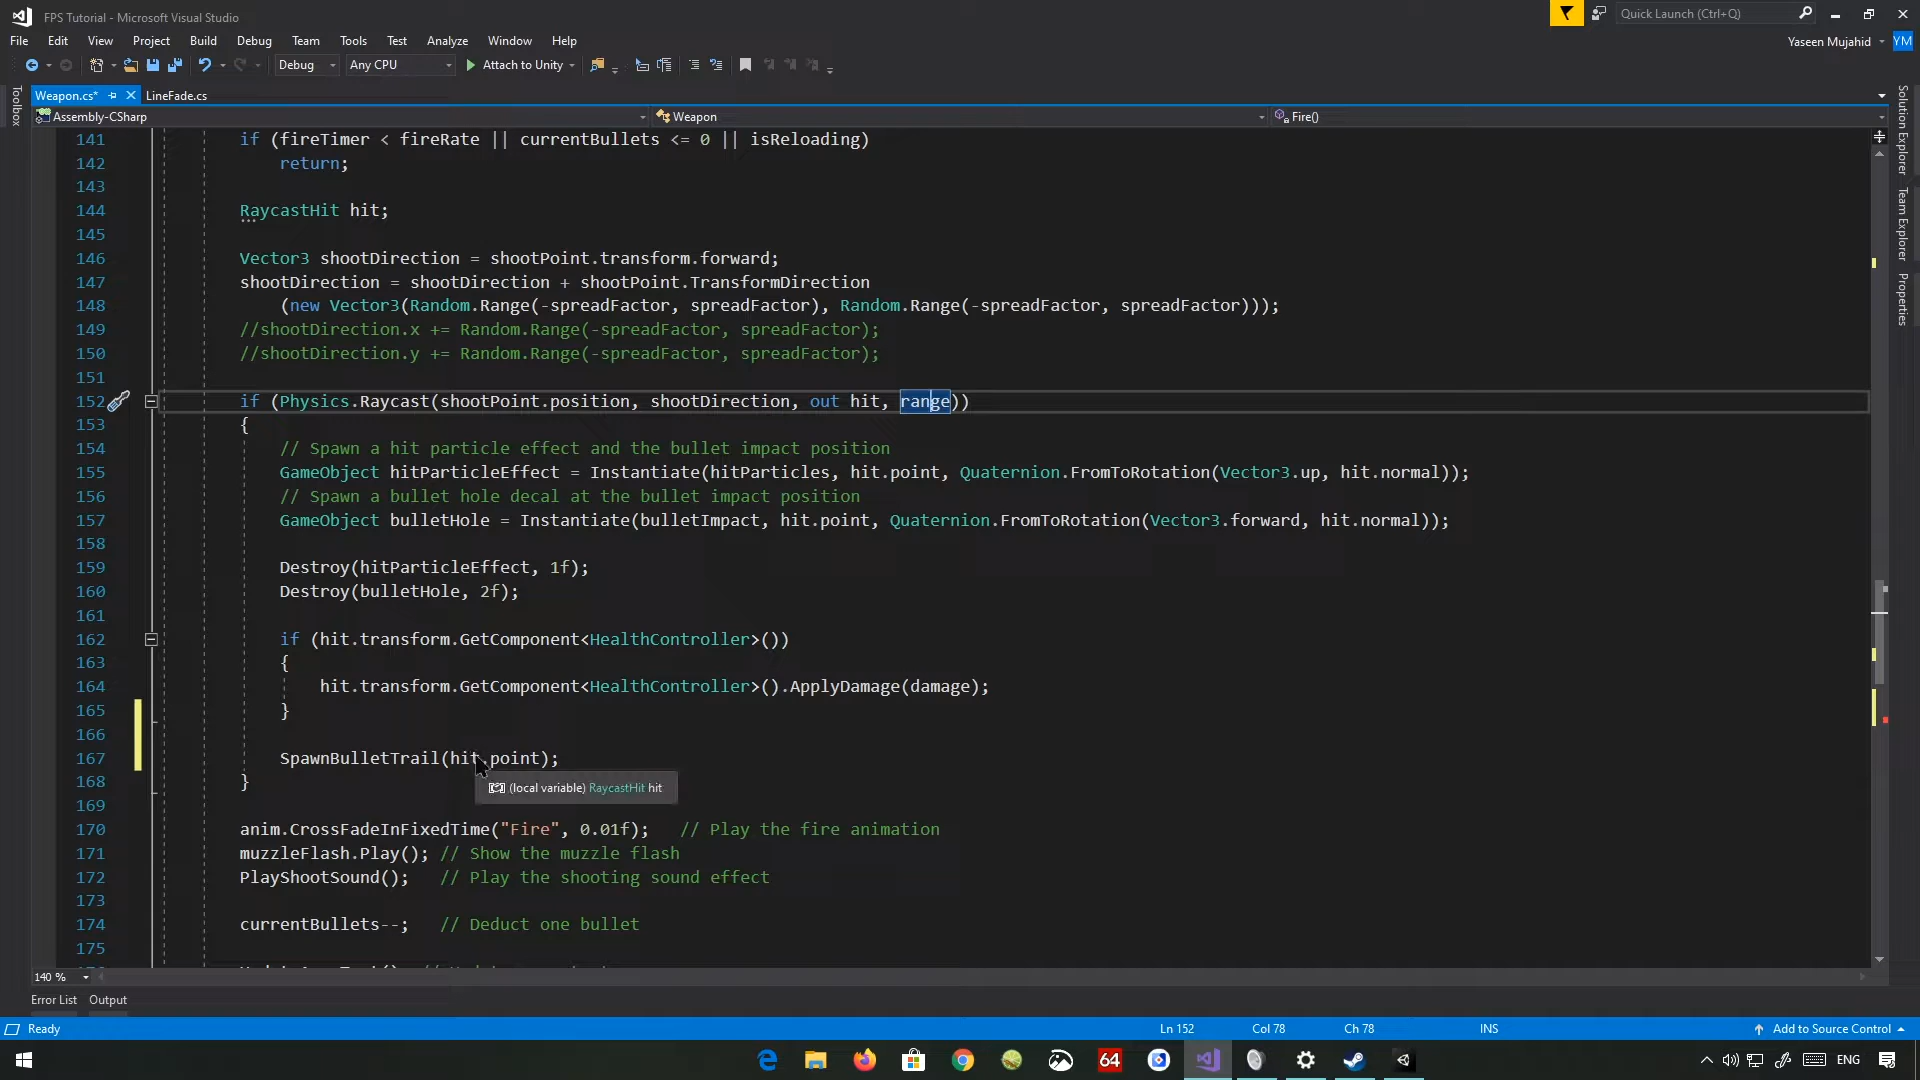 FPS Tutorial - Microsoft Visual Studio
Quick Launch (Ctrl+Q)
File Edit View Project Build Debug Team Tools Test Analyze Window Help
Yaseen Mujahid YM
Debug Any CPU Attach to Unity
Toolbox
Weapon.cs* LineFade.cs
Assembly-CSharp Weapon Fire()
141 if (fireTimer < fireRate || currentBullets <= 0 || isReloading)
142 return;
143
144 RaycastHit hit;
145
146 Vector3 shootDirection = shootPoint.transform.forward;
147 shootDirection = shootDirection + shootPoint.TransformDirection
148 (new Vector3(Random.Range(-spreadFactor, spreadFactor), Random.Range(-spreadFactor, spreadFactor)));
149 //shootDirection.x += Random.Range(-spreadFactor, spreadFactor);
150 //shootDirection.y += Random.Range(-spreadFactor, spreadFactor);
151
152 if (Physics.Raycast(shootPoint.position, shootDirection, out hit, range))
153 {
154 // Spawn a hit particle effect and the bullet impact position
155 GameObject hitParticleEffect = Instantiate(hitParticles, hit.point, Quaternion.FromToRotation(Vector3.up, hit.normal));
156 // Spawn a bullet hole decal at the bullet impact position
157 GameObject bulletHole = Instantiate(bulletImpact, hit.point, Quaternion.FromToRotation(Vector3.forward, hit.normal));
158
159 Destroy(hitParticleEffect, 1f);
160 Destroy(bulletHole, 2f);
161
162 if (hit.transform.GetComponent<HealthController>())
163 {
164 hit.transform.GetComponent<HealthController>().ApplyDamage(damage);
165 }
166
167 SpawnBulletTrail(hit.point);
168 }
(local variable) RaycastHit hit
169
170 anim.CrossFadeInFixedTime("Fire", 0.01f); // Play the fire animation
171 muzzleFlash.Play(); // Show the muzzle flash
172 PlayShootSound(); // Play the shooting sound effect
173
174 currentBullets--; // Deduct one bullet
175
Solution Explorer
Team Explorer
Properties
140 %
Error List Output
Ready Ln 152 Col 78 Ch 78 INS Add to Source Control
64 ENG